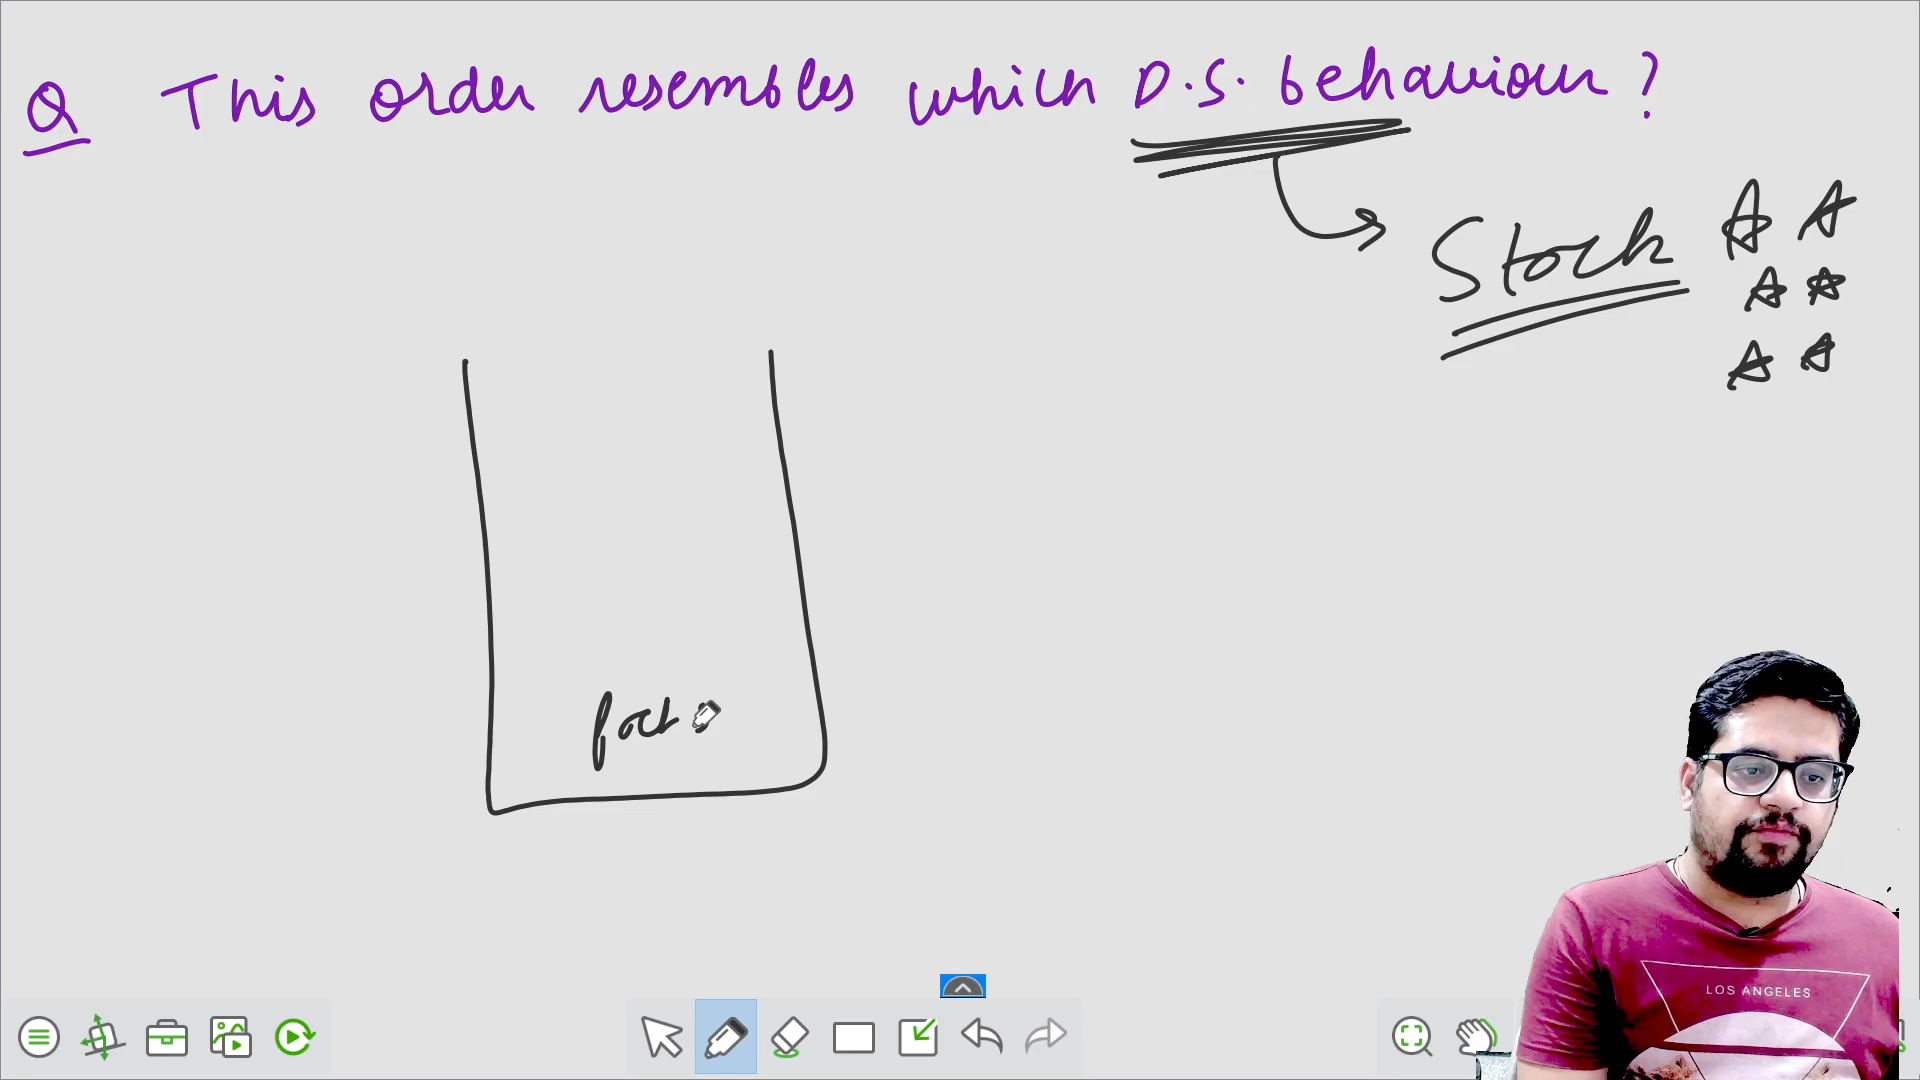 Q This order resembles which D.S. behaviour?
Stack
fact
LOS ANGELES